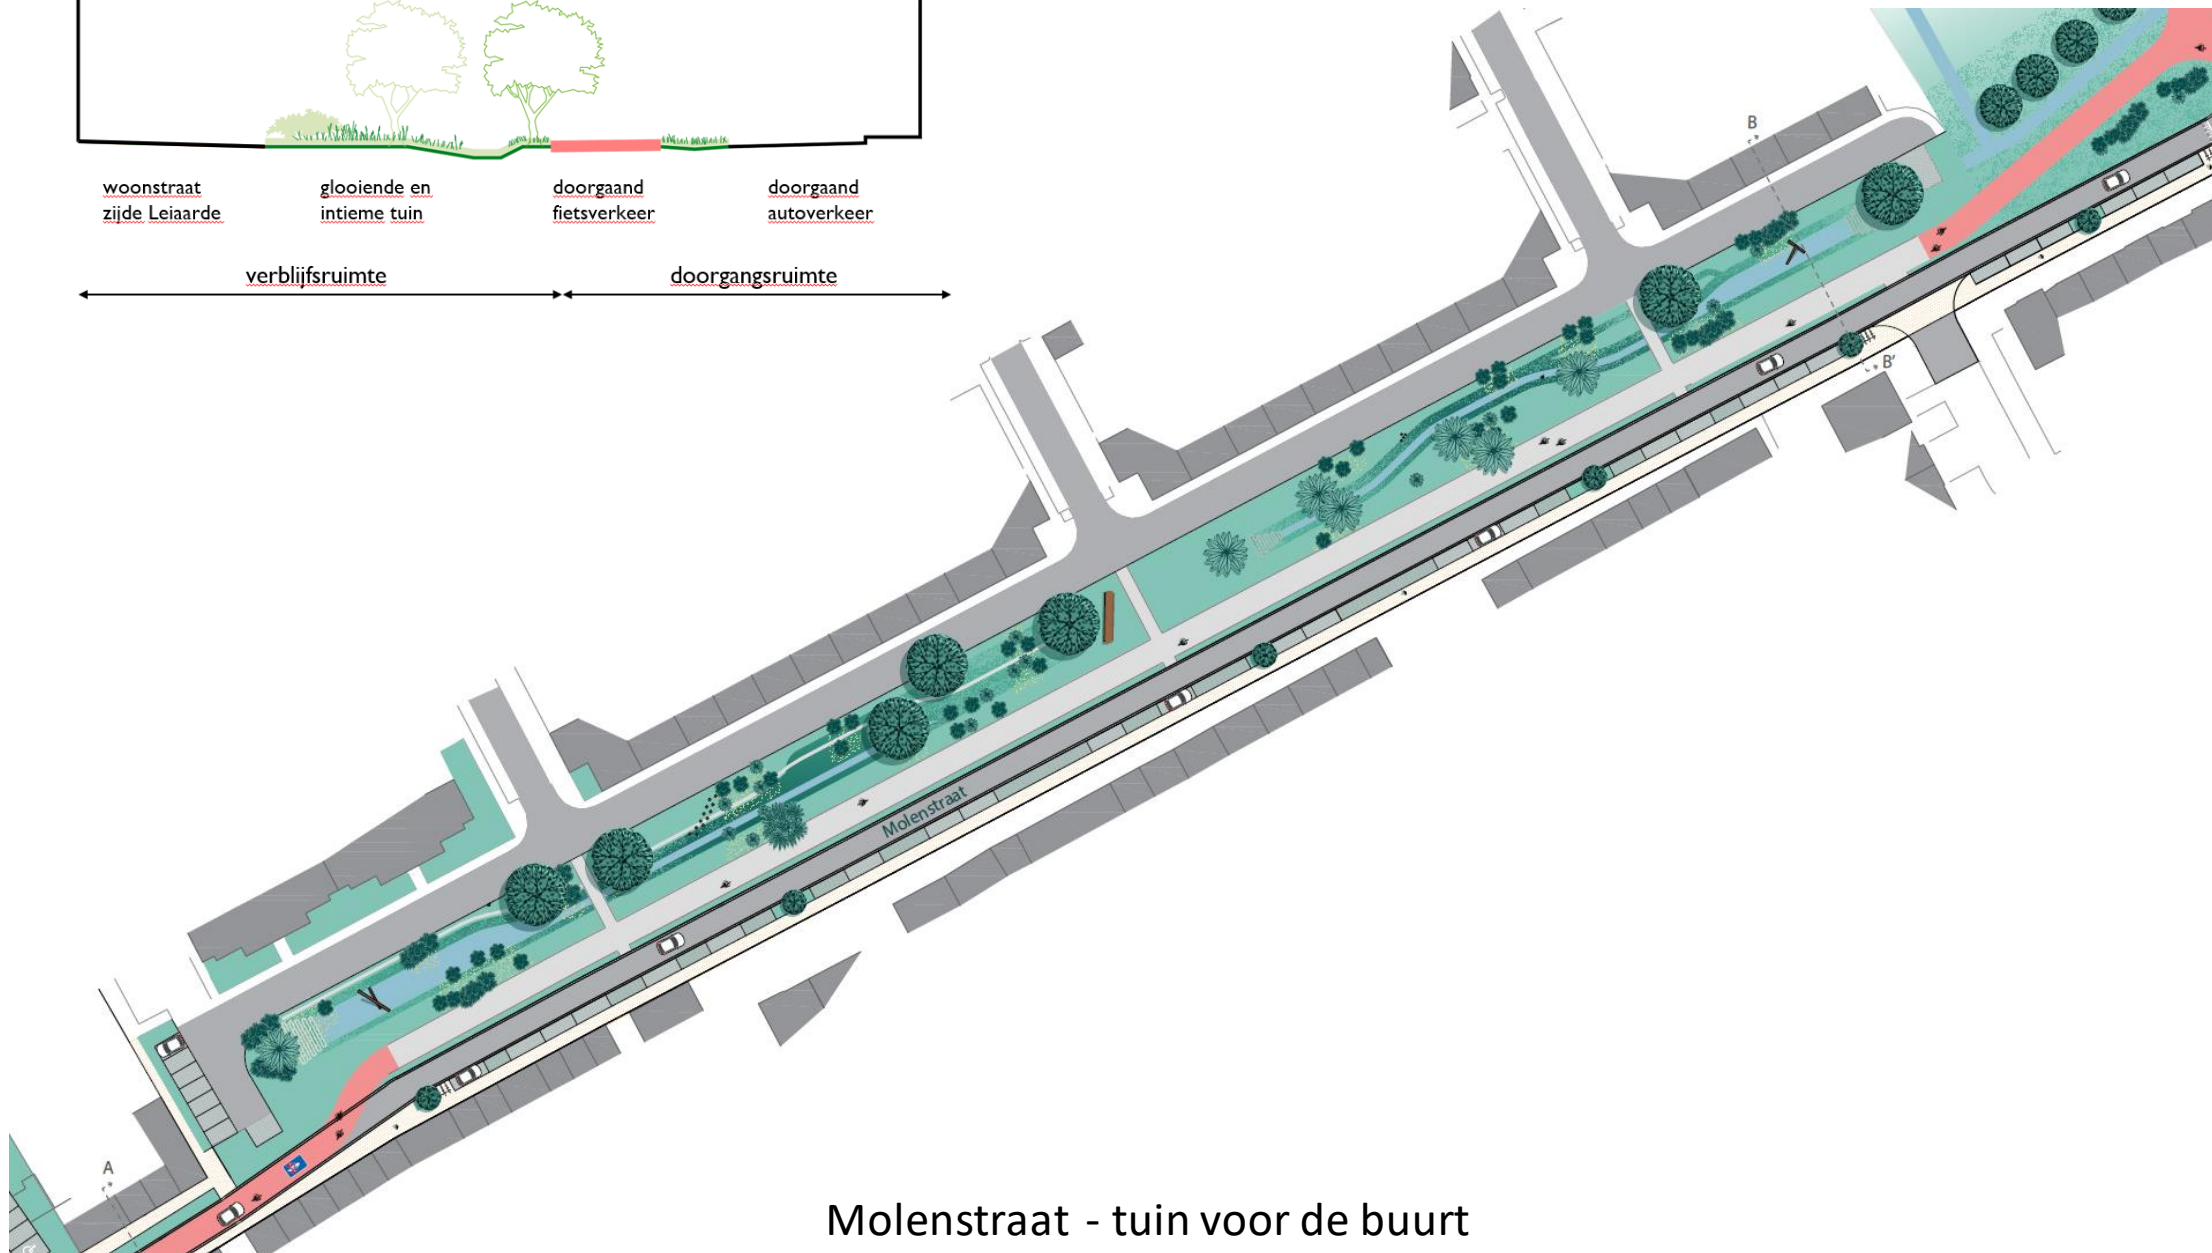 woonstraat
zijde Leiaarde
glooiende en
intieme tuin
doorgaand
fietsverkeer
doorgaand
autoverkeer
verblijfsruimte
doorgangsruimte
B
B'
Molenstraat
A
Molenstraat - tuin voor de buurt